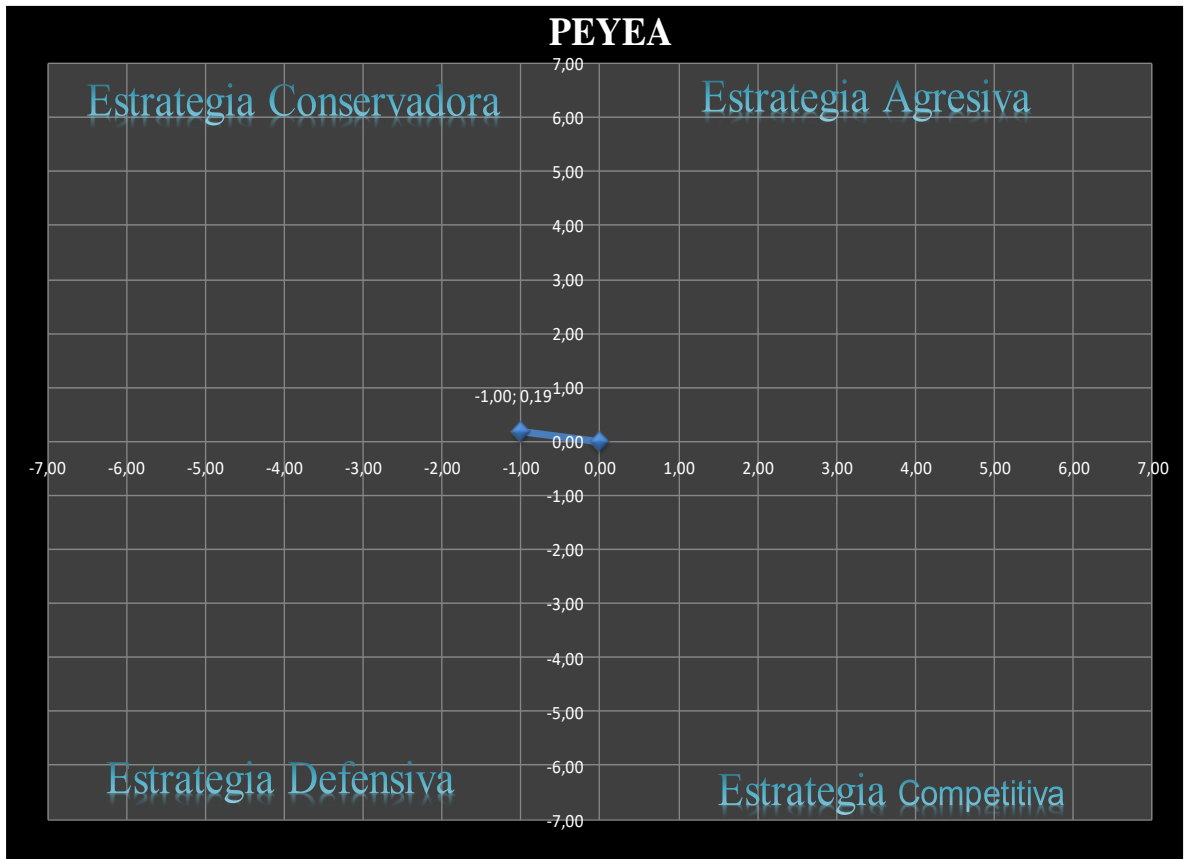 PEYEA
7,00
Estrategia Conservadora
Estrategia Agresiva
6,00
5,00
4,00
3,00
2,00
1,00
-1,00; 0,19
0,00
-7,00 -6,00 -5,00 -4,00 -3,00 -2,00 -1,00 0,00 1,00 2,00 3,00 4,00 5,00 6,00 7,00
-1,00
-2,00
-3,00
-4,00
-5,00
-6,00
Estrategia Defensiva
Estrategia Competitiva
-7,00